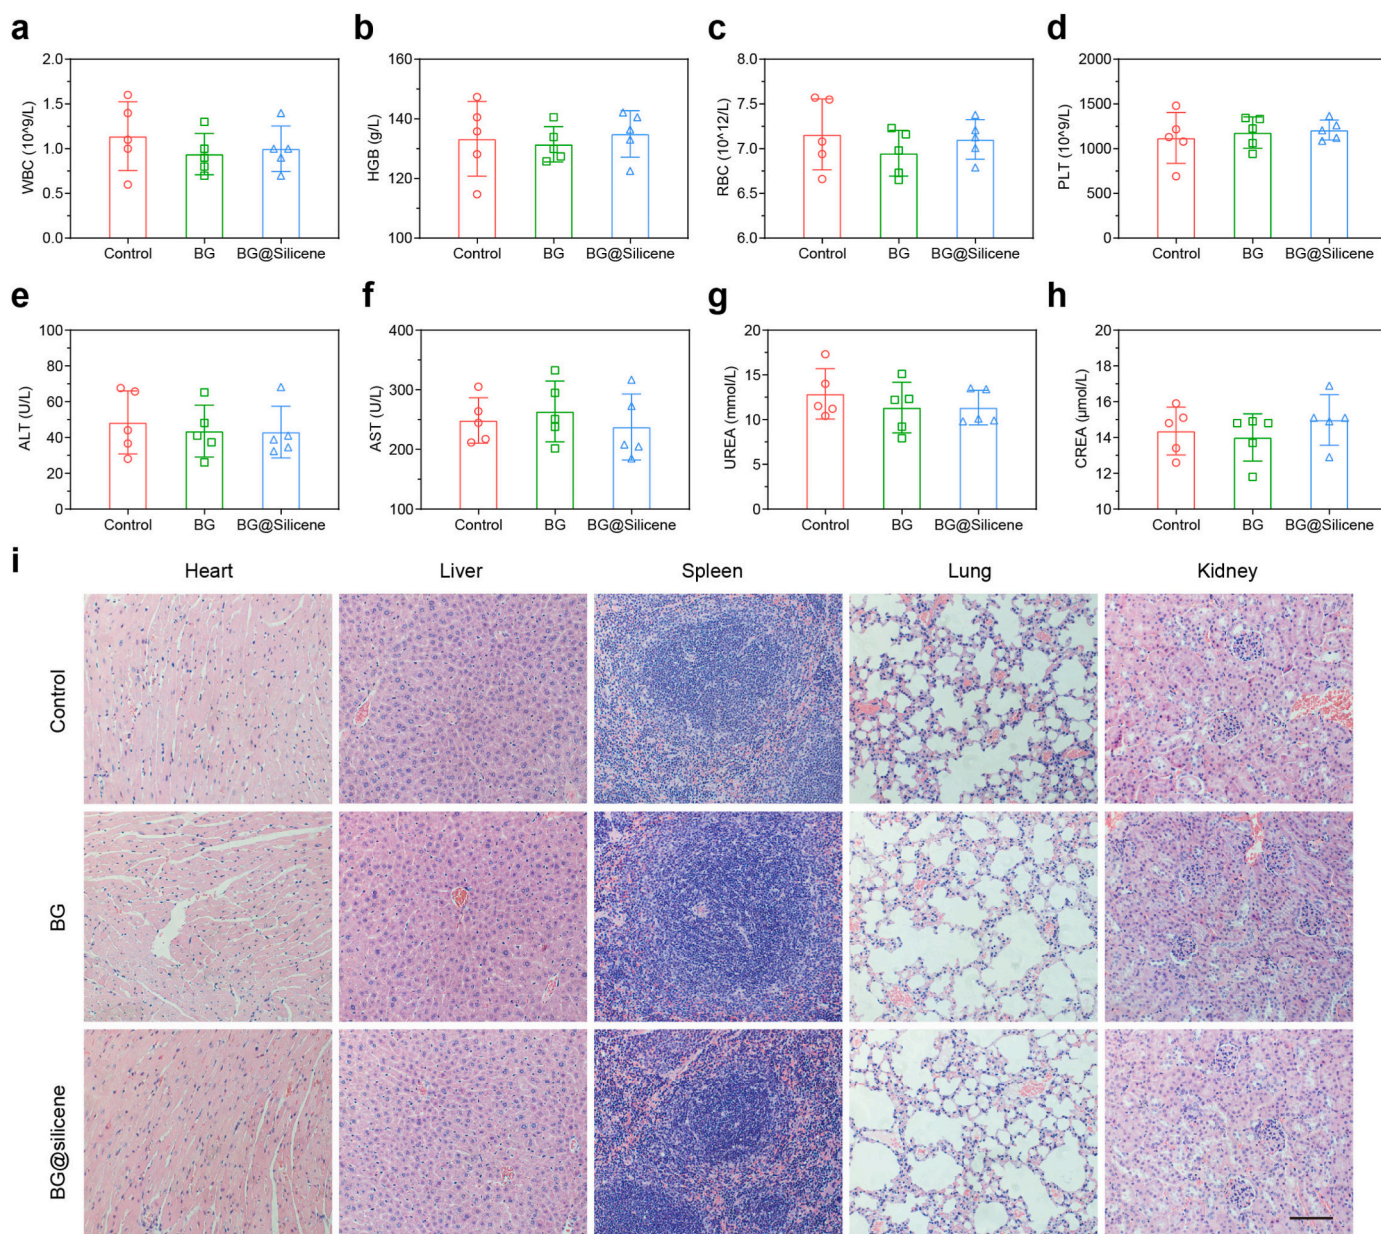 a
b
c
d
WBC (10^9/L)
2.0
1.5
1.0
0.5
0.0
Control
BG
BG@Silicene
HGB (g/L)
160
140
120
100
Control
BG
BG@Silicene
RBC (10^12/L)
8.0
7.5
7.0
6.5
6.0
Control
BG
BG@Silicene
PLT (10^9/L)
2000
1500
1000
500
0
Control
BG
BG@Silicene
e
f
g
h
ALT (U/L)
100
80
60
40
20
0
Control
BG
BG@Silicene
AST (U/L)
400
300
200
100
Control
BG
BG@Silicene
UREA (mmol/L)
20
15
10
5
0
Control
BG
BG@Silicene
CREA (μmol/L)
20
18
16
14
12
10
Control
BG
BG@Silicene
i
Heart
Liver
Spleen
Lung
Kidney
Control
BG
BG@silicene